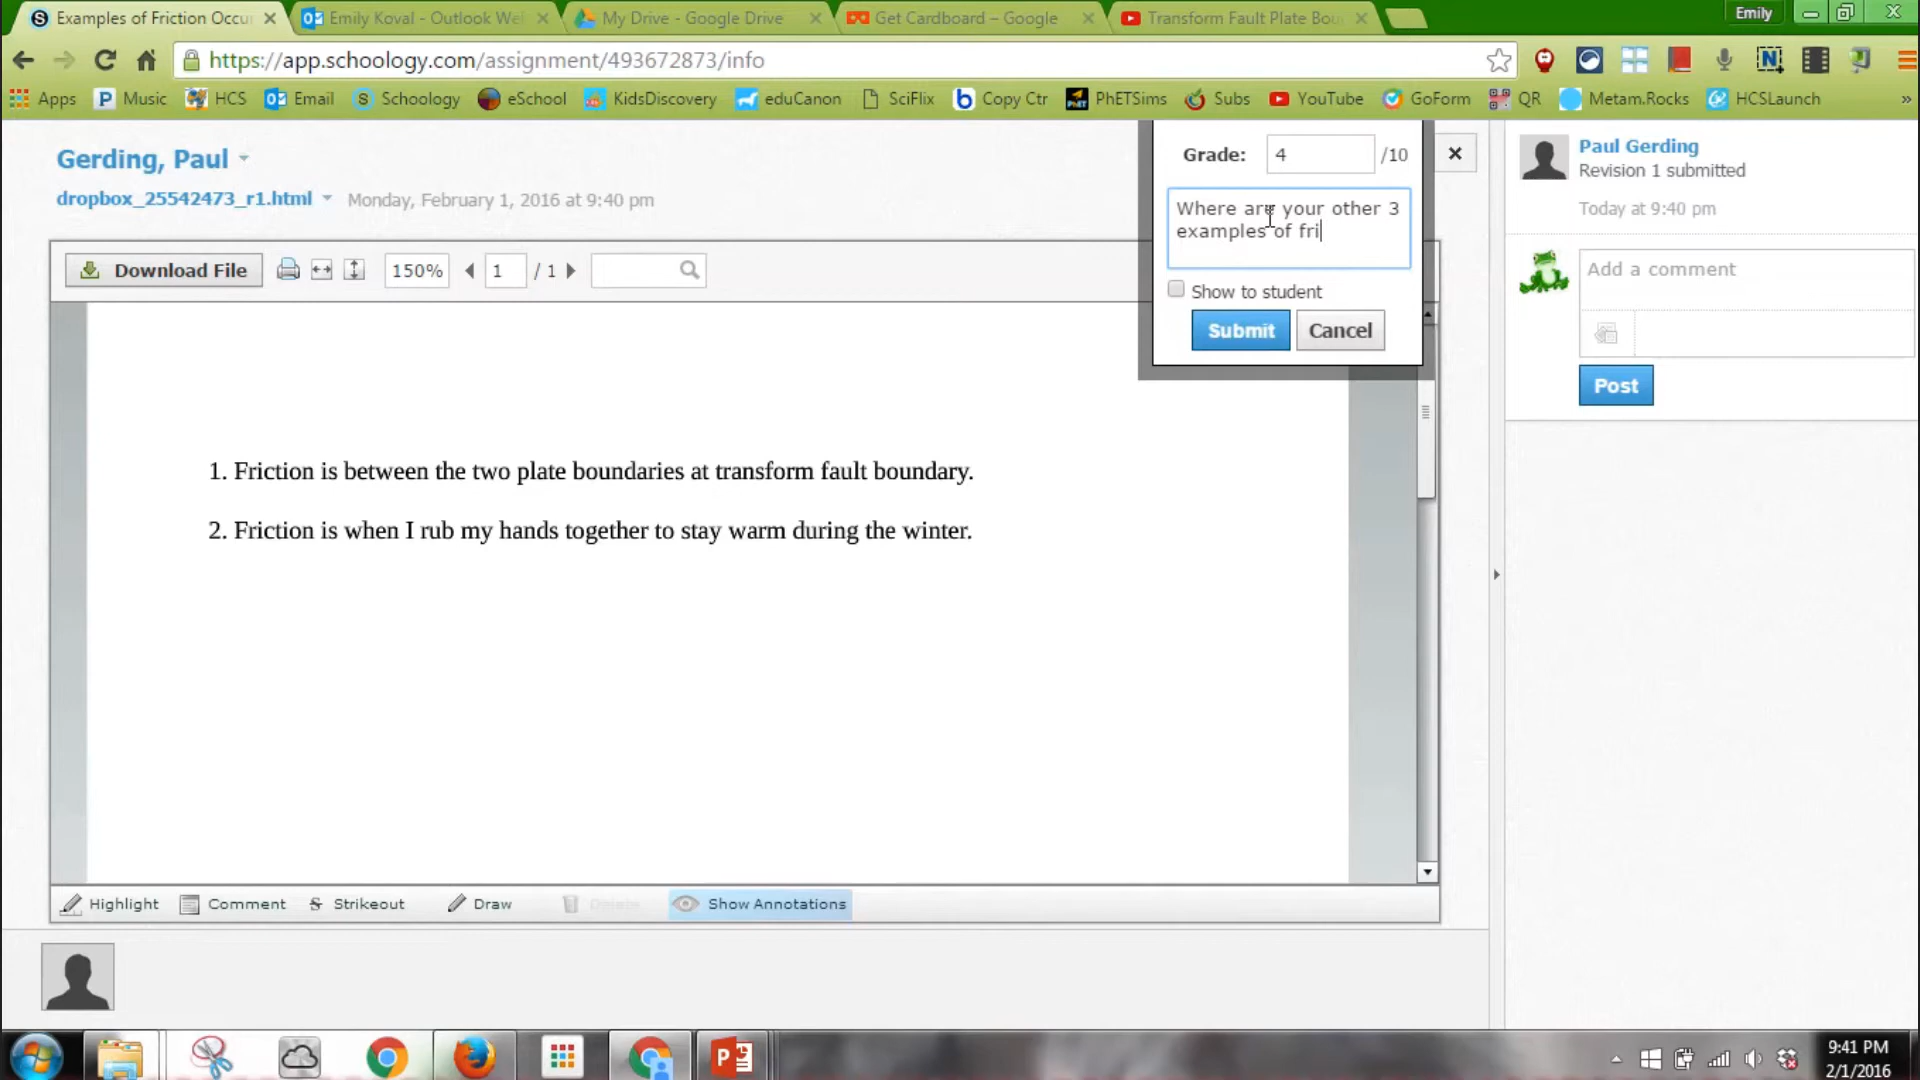 Examples of Friction Occu
Emily Koval - Outlook Wel
My Drive - Google Drive
Get Cardboard – Google
Transform Fault Plate Bou
Emily
https://app.schoology.com/assignment/493672873/info
Apps
Music
HCS
Email
Schoology
eSchool
KidsDiscovery
eduCanon
SciFlix
Copy Ctr
PhETSims
Subs
YouTube
GoForm
QR
Metam.Rocks
HCSLaunch
»
Gerding, Paul
dropbox_25542473_r1.html
Monday, February 1, 2016 at 9:40 pm
Grade: 4 /10
Where are your other 3
examples of fri
Show to student
Submit Cancel
Paul Gerding
Revision 1 submitted
Today at 9:40 pm
Add a comment
Post
Download File
150%
1 / 1
1. Friction is between the two plate boundaries at transform fault boundary.
2. Friction is when I rub my hands together to stay warm during the winter.
Highlight
Comment
Strikeout
Draw
Delete
Show Annotations
9:41 PM
2/1/2016